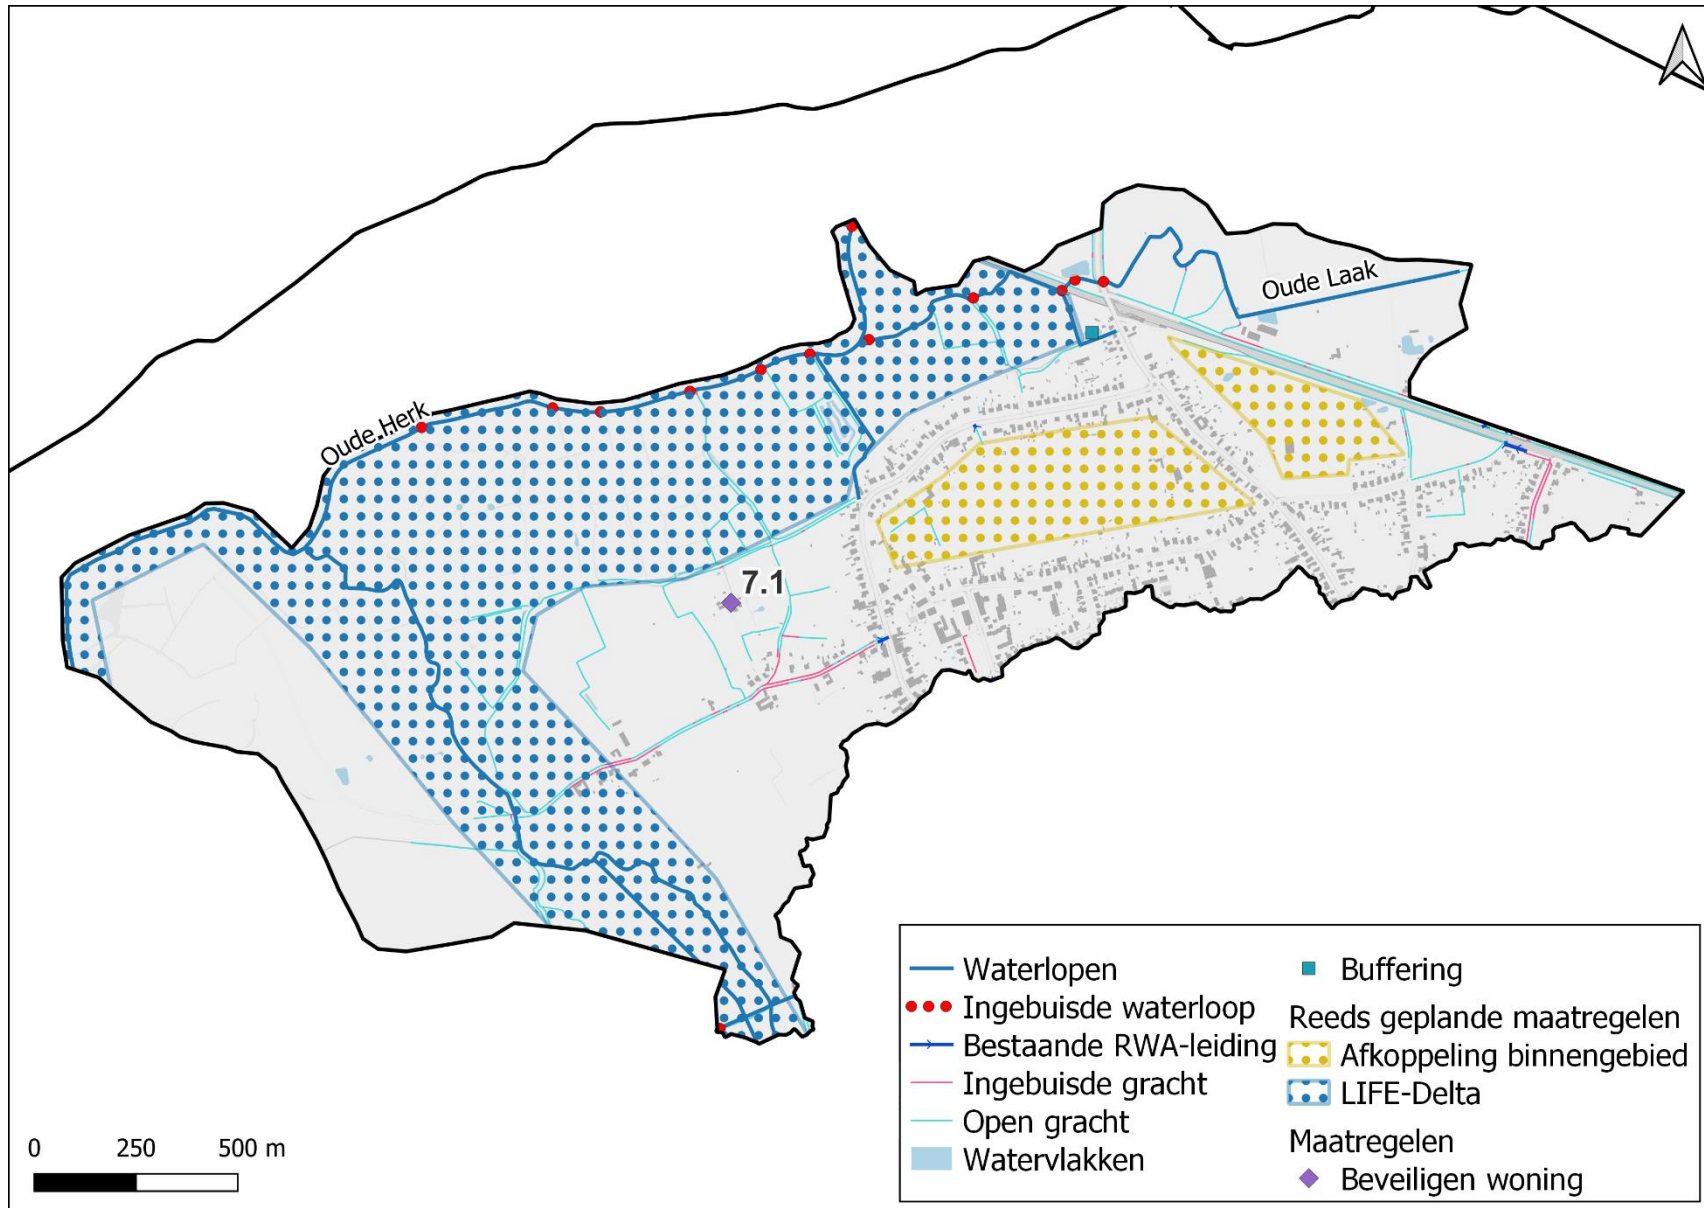 Oude Laak
Oude Herk
7.1
Waterlopen
Ingebuisde waterloop
Bestaande RWA-leiding
Ingebuisde gracht
Open gracht
Watervlakken
Buffering
Reeds geplande maatregelen
Afkoppeling binnengebied
LIFE-Delta
Maatregelen
Beveiligen woning
0 250 500 m